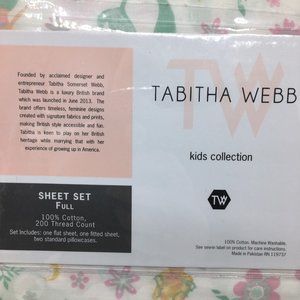 TW
TABITHA WEBB
kids collection
Founded by acclaimed designer and
entrepreneur Tabitha Somerset Webb,
Tabitha Webb is a luxury British brand
which was launched in June 2013. The
brand offers timeless, feminine designs
created with signature fabrics and prints,
making British style accessible and fun.
Tabitha is keen to play on her British
heritage while marrying that with her
experience of growing up in America.
SHEET SET
FULL
100% Cotton,
200 Thread Count
Set Includes: one flat sheet, one fitted sheet,
two standard pillowcases.
TW
100% Cotton. Machine Washable.
See sewn-in label on product for care instructions.
Made in Pakistan RN 119737